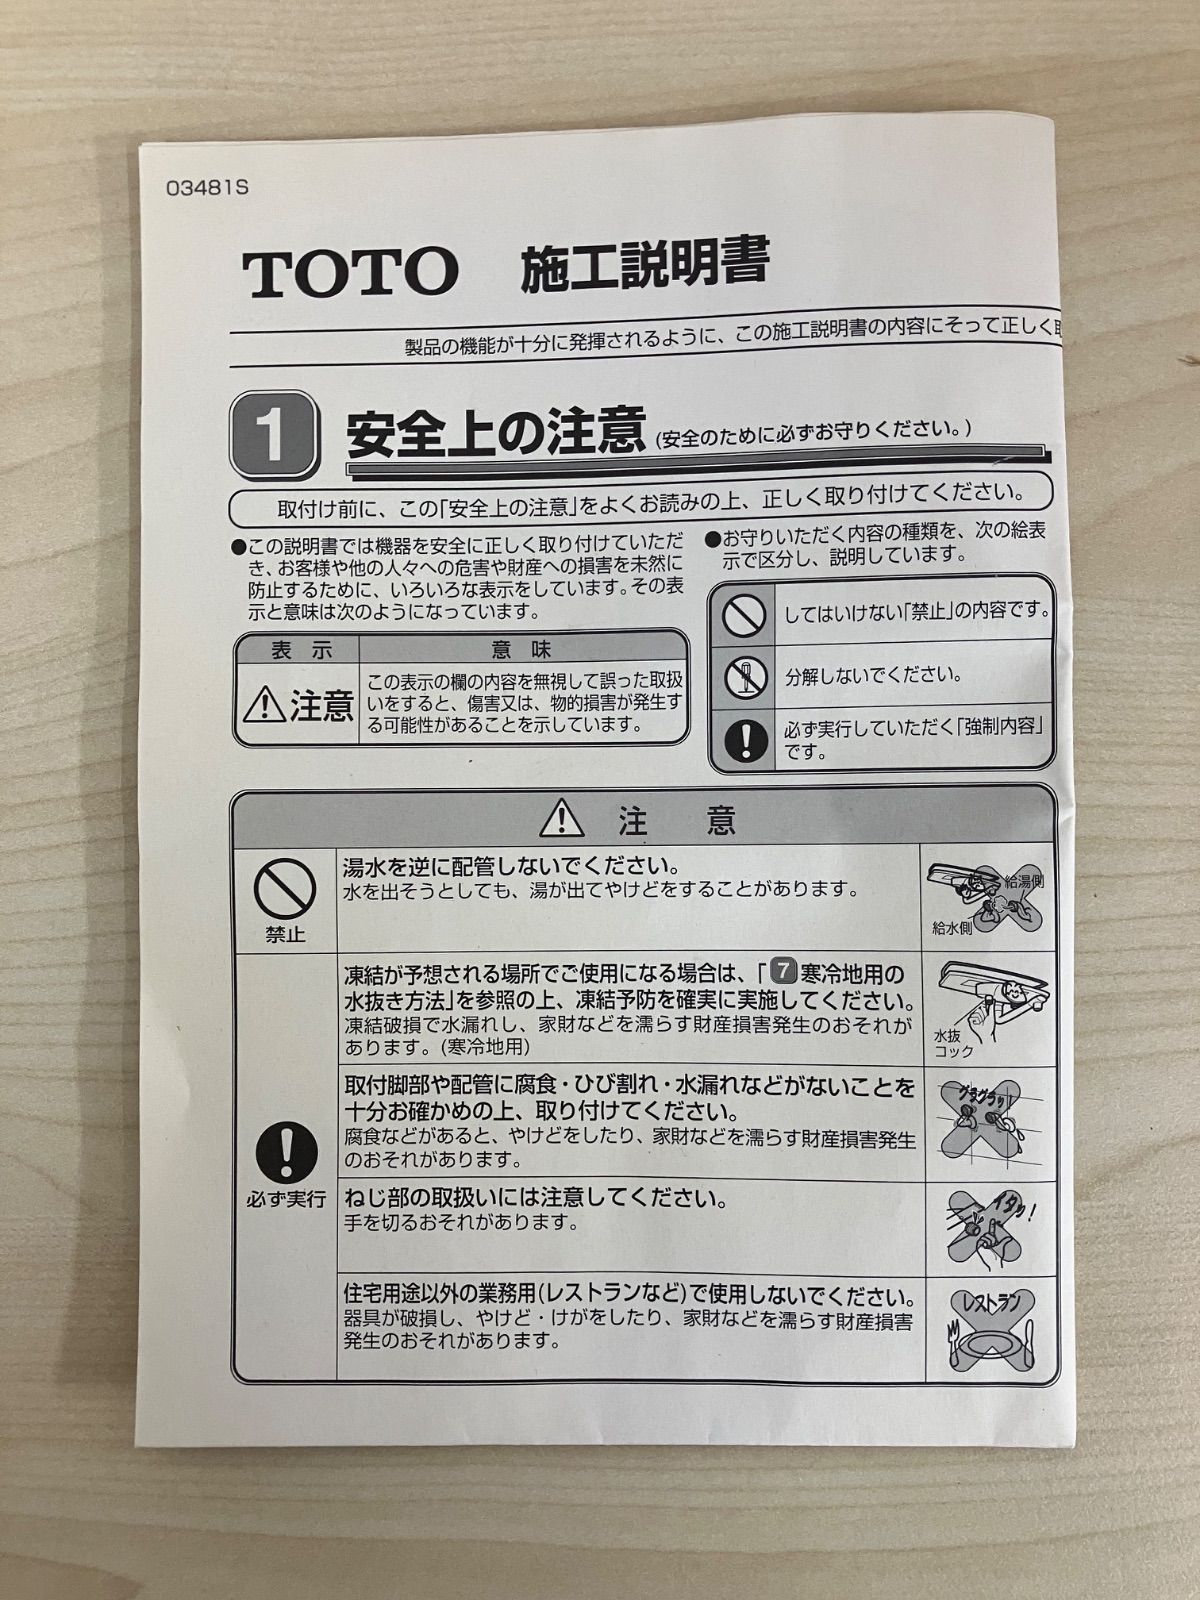 03481S
TOTO 施工説明書
製品の機能が十分に発揮されるように、この施工説明書の内容にそって正しく
1 安全上の注意 (安全のために必ずお守りください。)
取付け前に、この「安全上の注意」をよくお読みの上、正しく取り付けてください。
●この説明書では機器を安全に正しく取り付けていただ
き、お客様や他の人々への危害や財産への損害を未然に
防止するために、いろいろな表示をしています。その表
示と意味は次のようになっています。
表 示 意 味
注意
この表示の欄の内容を無視して誤った取扱
いをすると、傷害又は、物的損害が発生す
る可能性があることを示しています。
●お守りいただく内容の種類を、次の絵表
示で区分し、説明しています。
してはいけない「禁止」の内容です。
分解しないでください。
必ず実行していただく「強制内容」
です。
注 意
禁止
湯水を逆に配管しないでください。
水を出そうとしても、湯が出てやけどをすることがあります。
給湯側
給水側
必ず実行
凍結が予想される場所でご使用になる場合は、「7寒冷地用の
水抜き方法」を参照の上、凍結予防を確実に実施してください。
凍結破損で水漏れし、家財などを濡らす財産損害発生のおそれが
あります。(寒冷地用)
水抜
コック
取付脚部や配管に腐食・ひび割れ・水漏れなどがないことを
十分お確かめの上、取り付けてください。
腐食などがあると、やけどをしたり、家財などを濡らす財産損害発生
のおそれがあります。
グラグラッ
ねじ部の取扱いには注意してください。
手を切るおそれがあります。
イタッ!
住宅用途以外の業務用(レストランなど)で使用しないでください。
器具が破損し、やけど・けがをしたり、家財などを濡らす財産損害
発生のおそれがあります。
レストラン